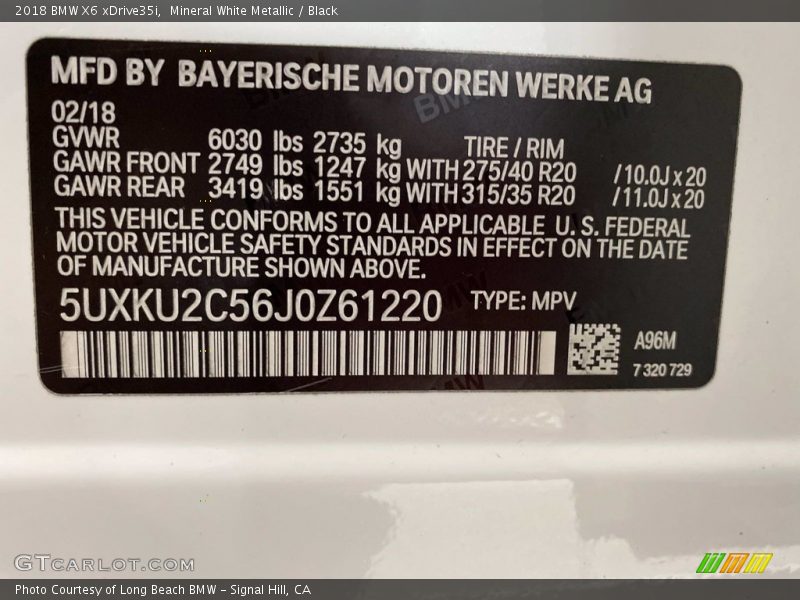 2018 BMW X6 xDrive35i,  Mineral White Metallic / Black
MFD BY BAYERISCHE MOTOREN WERKE AG
02/18
GVWR 6030 lbs 2735 kg TIRE / RIM
GAWR FRONT 2749 lbs 1247 kg WITH 275/40 R20 /10.0J x 20
GAWR REAR 3419 lbs 1551 kg WITH 315/35 R20 /11.0J x 20
THIS VEHICLE CONFORMS TO ALL APPLICABLE U.S. FEDERAL
MOTOR VEHICLE SAFETY STANDARDS IN EFFECT ON THE DATE
OF MANUFACTURE SHOWN ABOVE.
5UXKU2C56J0Z61220 TYPE: MPV
A96M
7 320 729
GTCARLOT.COM
Photo Courtesy of Long Beach BMW - Signal Hill, CA